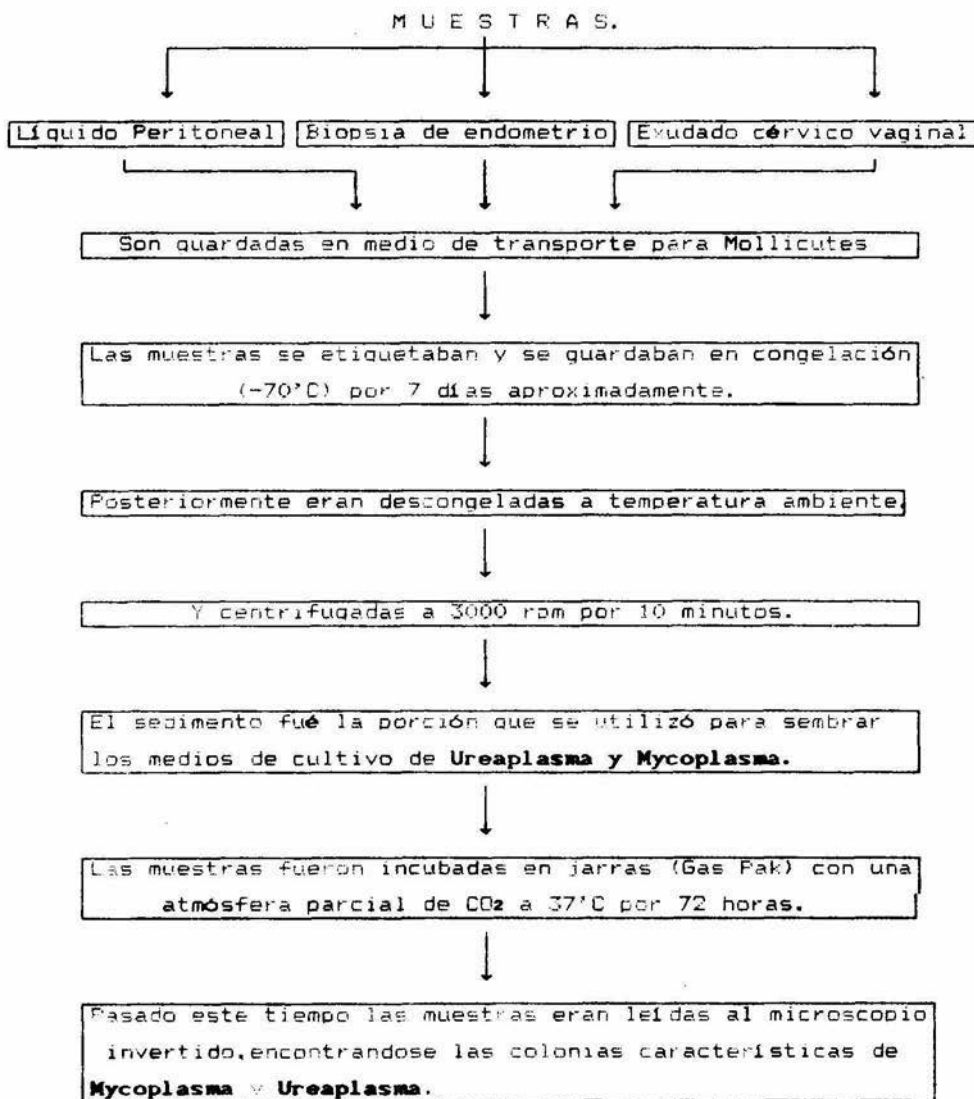 M U E S T R A S.
Líquido Peritoneal Biopsia de endometrio Exudado cérvico vaginal
Son guardadas en medio de transporte para Mollicutes
Las muestras se etiquetaban y se guardaban en congelación
(-70'C) por 7 días aproximadamente.
Posteriormente eran descongeladas a temperatura ambiente.
Y centrifugadas a 3000 rpm por 10 minutos.
El sedimento fué la porción que se utilizó para sembrar
los medios de cultivo de Ureaplasma y Mycoplasma.
Las muestras fueron incubadas en jarras (Gas Pak) con una
atmósfera parcial de CO2 a 37'C por 72 horas.
Pasado este tiempo las muestras eran leídas al microscopio
invertido,encontrandose las colonias características de
Mycoplasma y Ureaplasma.